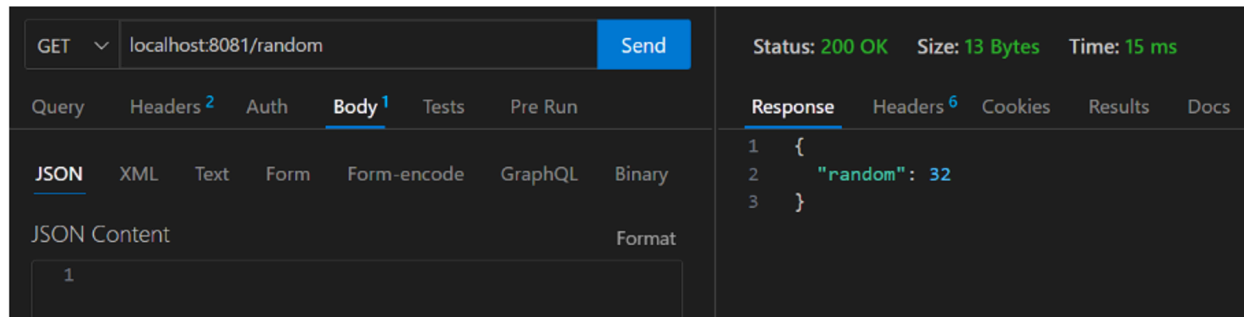 GET localhost:8081/random Send
Query Headers 2 Auth Body 1 Tests Pre Run
JSON XML Text Form Form-encode GraphQL Binary
JSON Content Format
1
Status: 200 OK Size: 13 Bytes Time: 15 ms
Response Headers 6 Cookies Results Docs
1 {
2 "random": 32
3 }